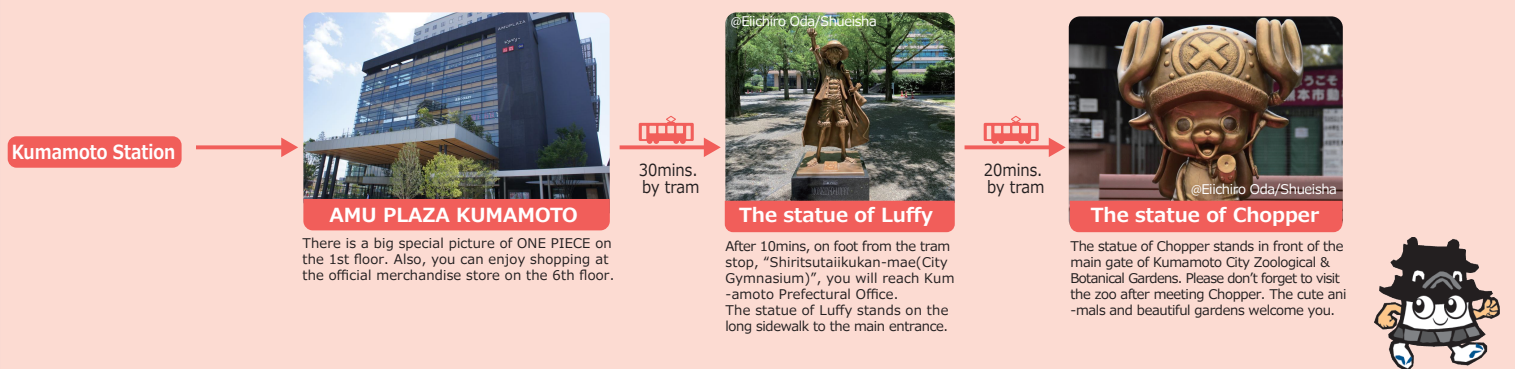 Kumamoto Station
AMU PLAZA KUMAMOTO
There is a big special picture of ONE PIECE on
the 1st floor. Also, you can enjoy shopping at
the official merchandise store on the 6th floor.
30mins.
by tram
@Eiichiro Oda/Shueisha
The statue of Luffy
After 10mins, on foot from the tram
stop, “Shiritsutaiikukan-mae(City
Gymnasium)”, you will reach Kum
-amoto Prefectural Office.
The statue of Luffy stands on the
long sidewalk to the main entrance.
20mins.
by tram
@Eiichiro Oda/Shueisha
The statue of Chopper
The statue of Chopper stands in front of the
main gate of Kumamoto City Zoological &
Botanical Gardens. Please don’t forget to visit
the zoo after meeting Chopper. The cute ani
-mals and beautiful gardens welcome you.